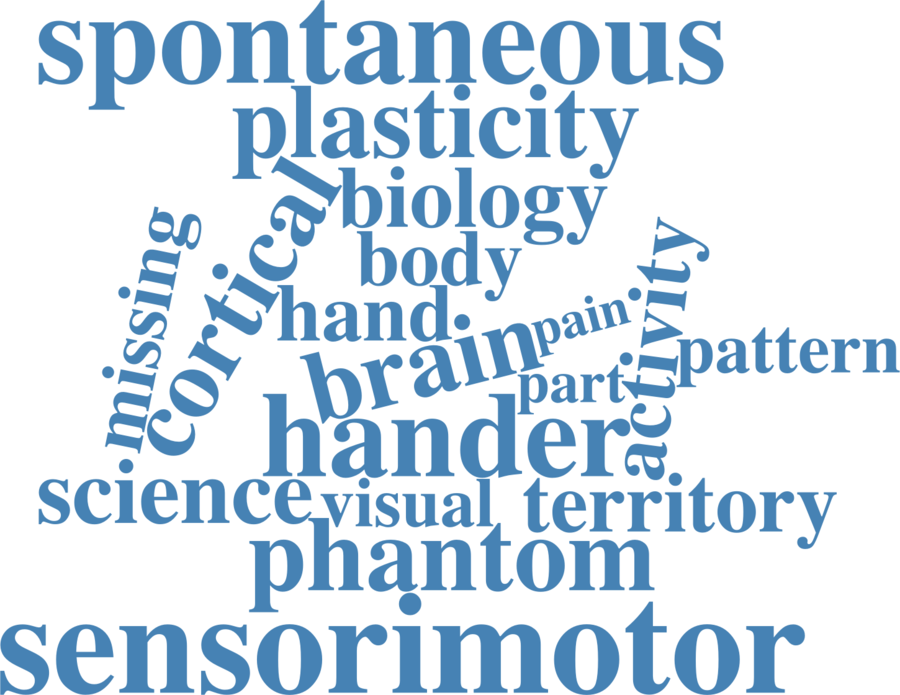 spontaneous
plasticity
biology
cortical
missing
body
activity
hand
pain
brain
pattern
part
hander
science
visual
territory
phantom
sensorimotor